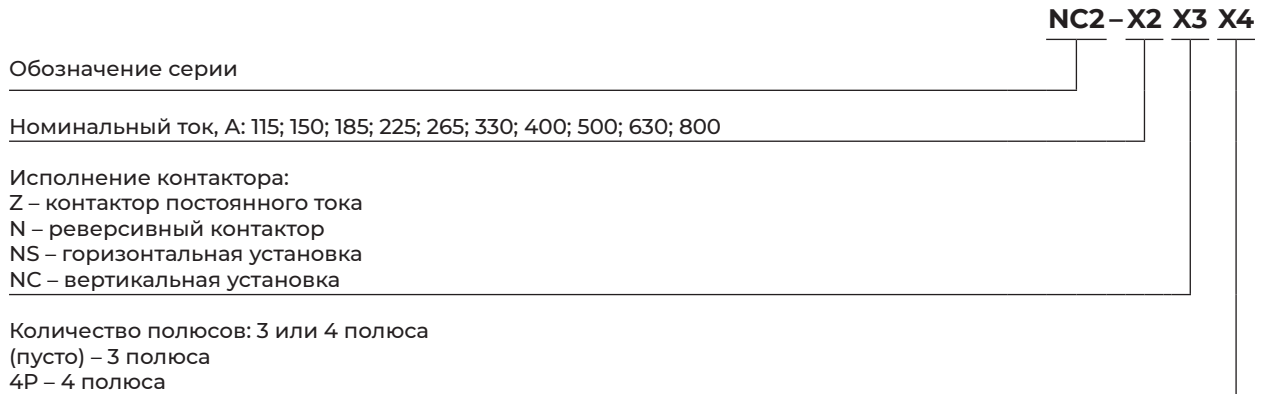 NC2 – X2 X3 X4
Обозначение серии
Номинальный ток, А: 115; 150; 185; 225; 265; 330; 400; 500; 630; 800
Исполнение контактора:
Z – контактор постоянного тока
N – реверсивный контактор
NS – горизонтальная установка
NC – вертикальная установка
Количество полюсов: 3 или 4 полюса
(пусто) – 3 полюса
4P – 4 полюса